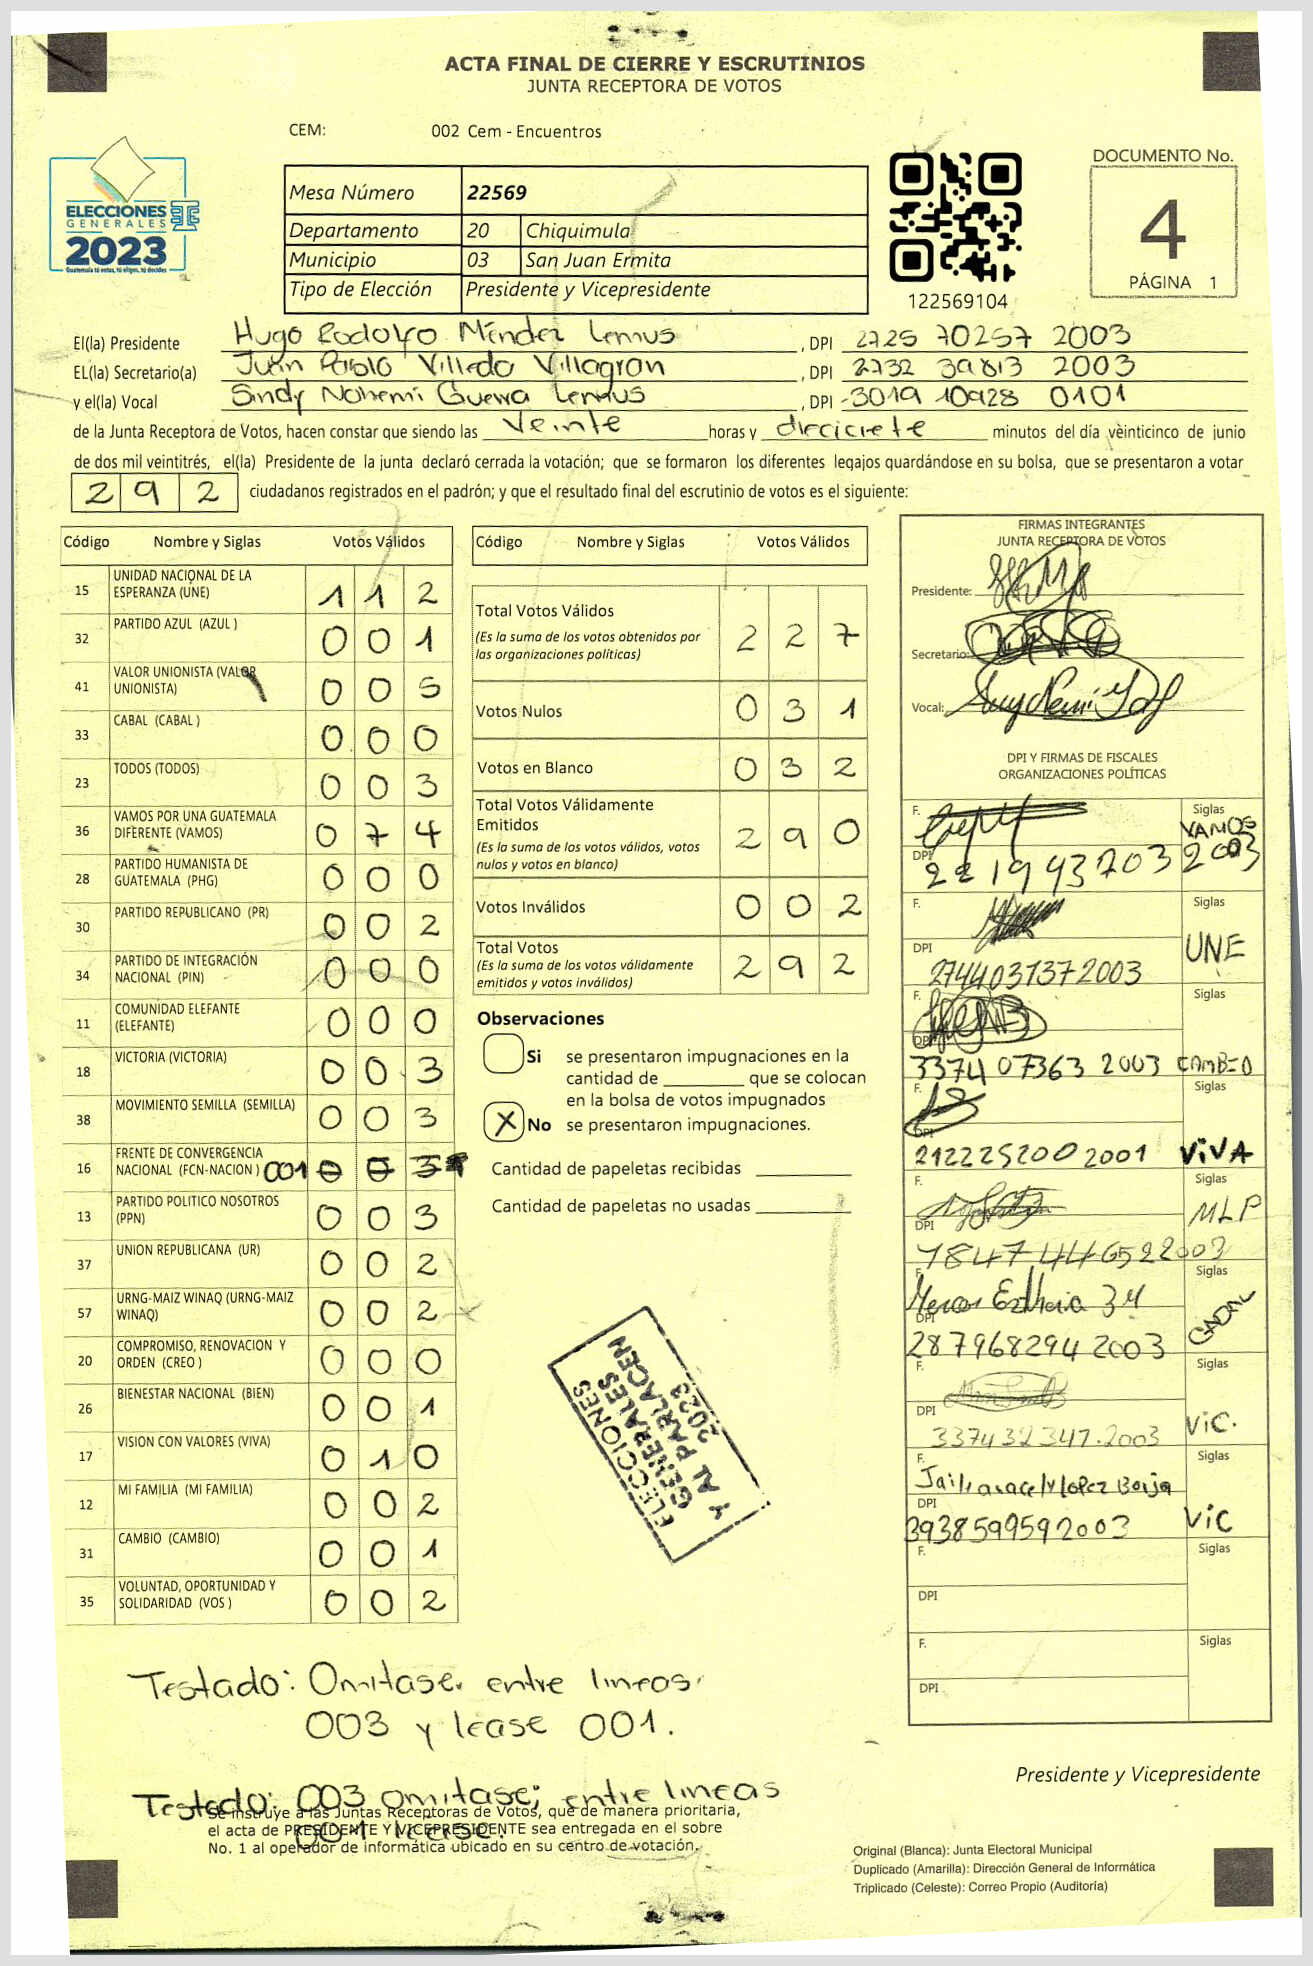 ACTA FINAL DE CIERRE Y ESCRUTINIOS
JUNTA RECEPTORA DE VOTOS
CEM: 002 Cem - Encuentros
ELECCIONES
GENERALES
2023
Guatemala tú votas, tú eliges, tú decides
Mesa Número 22569
Departamento 20 Chiquimula
Municipio 03 San Juan Ermita
Tipo de Elección Presidente y Vicepresidente
122569104
DOCUMENTO No.
4
PÁGINA 1
El(la) Presidente Hugo Rodolfo Méndez Lemus , DPI 2725 70257 2003
EL(la) Secretario(a) Juan Pablo Villeda Villagran , DPI 2732 39813 2003
y el(la) Vocal Sindy Nohemi Guerra Lemus , DPI 3019 10928 0101
de la Junta Receptora de Votos, hacen constar que siendo las veinte horas y dieciciete minutos del día veinticinco de junio
de dos mil veintitrés, el(la) Presidente de la junta declaró cerrada la votación; que se formaron los diferentes legajos guardándose en su bolsa, que se presentaron a votar
292 ciudadanos registrados en el padrón; y que el resultado final del escrutinio de votos es el siguiente:
Código Nombre y Siglas Votos Válidos
15 UNIDAD NACIONAL DE LA ESPERANZA (UNE) 1 1 2
32 PARTIDO AZUL (AZUL ) 0 0 1
41 VALOR UNIONISTA (VALOR UNIONISTA) 0 0 5
33 CABAL (CABAL ) 0 0 0
23 TODOS (TODOS) 0 0 3
36 VAMOS POR UNA GUATEMALA DIFERENTE (VAMOS) 0 7 4
28 PARTIDO HUMANISTA DE GUATEMALA (PHG) 0 0 0
30 PARTIDO REPUBLICANO (PR) 0 0 2
34 PARTIDO DE INTEGRACIÓN NACIONAL (PIN) 0 0 0
11 COMUNIDAD ELEFANTE (ELEFANTE) 0 0 0
18 VICTORIA (VICTORIA) 0 0 3
38 MOVIMIENTO SEMILLA (SEMILLA) 0 0 3
16 FRENTE DE CONVERGENCIA NACIONAL (FCN-NACION ) 001 0 0 3
13 PARTIDO POLITICO NOSOTROS (PPN) 0 0 3
37 UNION REPUBLICANA (UR) 0 0 2
57 URNG-MAIZ WINAQ (URNG-MAIZ WINAQ) 0 0 2
20 COMPROMISO, RENOVACION Y ORDEN (CREO ) 0 0 0
26 BIENESTAR NACIONAL (BIEN) 0 0 1
17 VISION CON VALORES (VIVA) 0 1 0
12 MI FAMILIA (MI FAMILIA) 0 0 2
31 CAMBIO (CAMBIO) 0 0 1
35 VOLUNTAD, OPORTUNIDAD Y SOLIDARIDAD (VOS ) 0 0 2
Código Nombre y Siglas Votos Válidos
Total Votos Válidos 2 2 7
(Es la suma de los votos obtenidos por
las organizaciones políticas)
Votos Nulos 0 3 1
Votos en Blanco 0 3 2
Total Votos Válidamente
Emitidos 2 9 0
(Es la suma de los votos válidos, votos
nulos y votos en blanco)
Votos Inválidos 0 0 2
Total Votos 2 9 2
(Es la suma de los votos válidamente
emitidos y votos inválidos)
Observaciones
Si se presentaron impugnaciones en la
cantidad de ________ que se colocan
en la bolsa de votos impugnados
X No se presentaron impugnaciones.
Cantidad de papeletas recibidas
Cantidad de papeletas no usadas
ELECCIONES
GENERALES
Y AL PARLACEN
2023
FIRMAS INTEGRANTES
JUNTA RECEPTORA DE VOTOS
Presidente:
Secretario:
Vocal:
DPI Y FIRMAS DE FISCALES
ORGANIZACIONES POLÍTICAS
F. Siglas
VAMOS
DPI
F. Siglas
UNE
DPI 2744031372003
F. Siglas
DPI
3374 07363 2003 CAMBIO
F. Siglas
DPI
212225200 2001 VIVA
F. Siglas
MLP
DPI
F. Siglas
DPI
2879682942003
F. Siglas
DPI
337432347.2003 ViC.
F. Siglas
DPI
3938599592003 ViC
F. Siglas
DPI
F. Siglas
DPI
Testado: Omitase. entre lineas
003 y lease 001.
Testado: 003 omitase; entre lineas
001 lease.
Se instruye a las Juntas Receptoras de Votos, que de manera prioritaria,
el acta de PRESIDENTE Y VICEPRESIDENTE sea entregada en el sobre
No. 1 al operador de informática ubicado en su centro de votación.
Presidente y Vicepresidente
Original (Blanca): Junta Electoral Municipal
Duplicado (Amarilla): Dirección General de Informática
Triplicado (Celeste): Correo Propio (Auditoría)